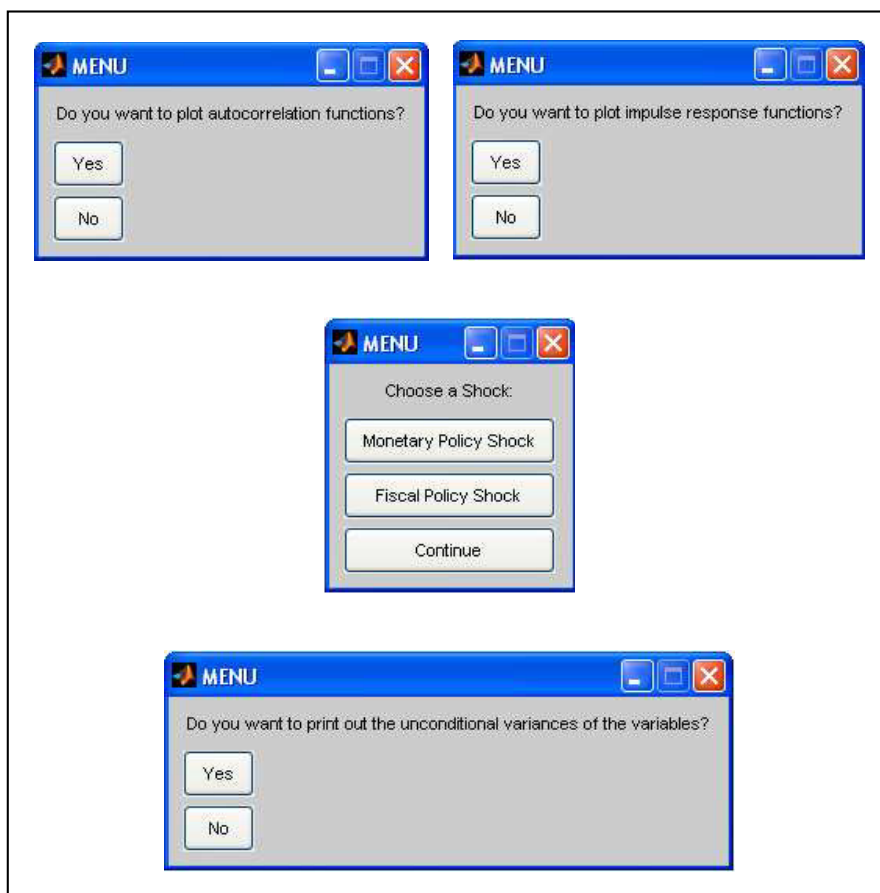 MENU
Do you want to plot autocorrelation functions?
Yes
No
MENU
Do you want to plot impulse response functions?
Yes
No
MENU
Choose a Shock:
Monetary Policy Shock
Fiscal Policy Shock
Continue
MENU
Do you want to print out the unconditional variances of the variables?
Yes
No